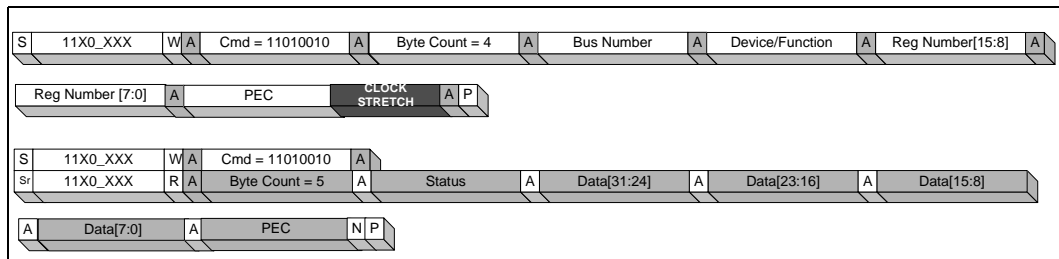 S 11X0_XXX W A Cmd = 11010010 A Byte Count = 4 A Bus Number A Device/Function A Reg Number[15:8] A
Reg Number [7:0] A PEC CLOCK STRETCH A P
S 11X0_XXX W A Cmd = 11010010 A
Sr 11X0_XXX R A Byte Count = 5 A Status A Data[31:24] A Data[23:16] A Data[15:8]
A Data[7:0] A PEC N P